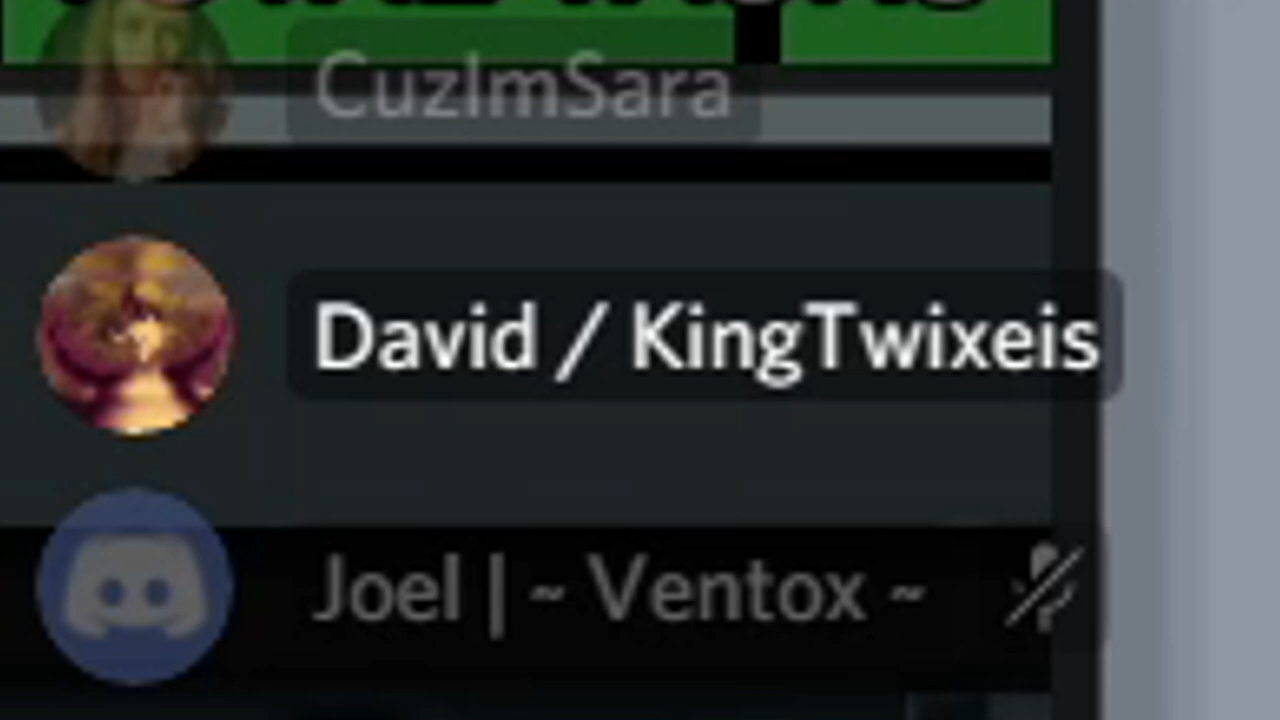 CuzImSara
David / KingTwixeis
Joel | ~ Ventox ~